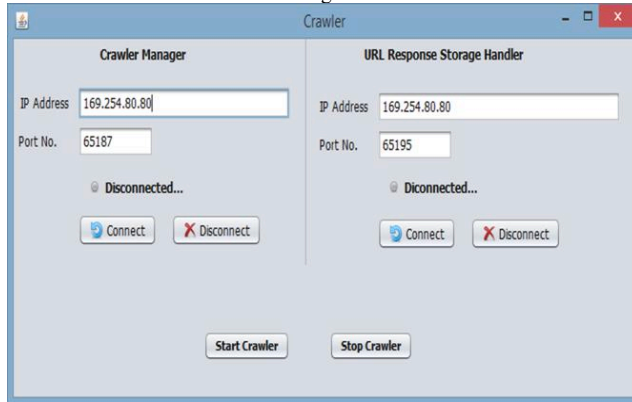 Crawler
Crawler Manager
IP Address 169.254.80.80
Port No. 65187
Disconnected...
Connect Disconnect
URL Response Storage Handler
IP Address 169.254.80.80
Port No. 65195
Diconnected...
Connect Disconnect
Start Crawler Stop Crawler